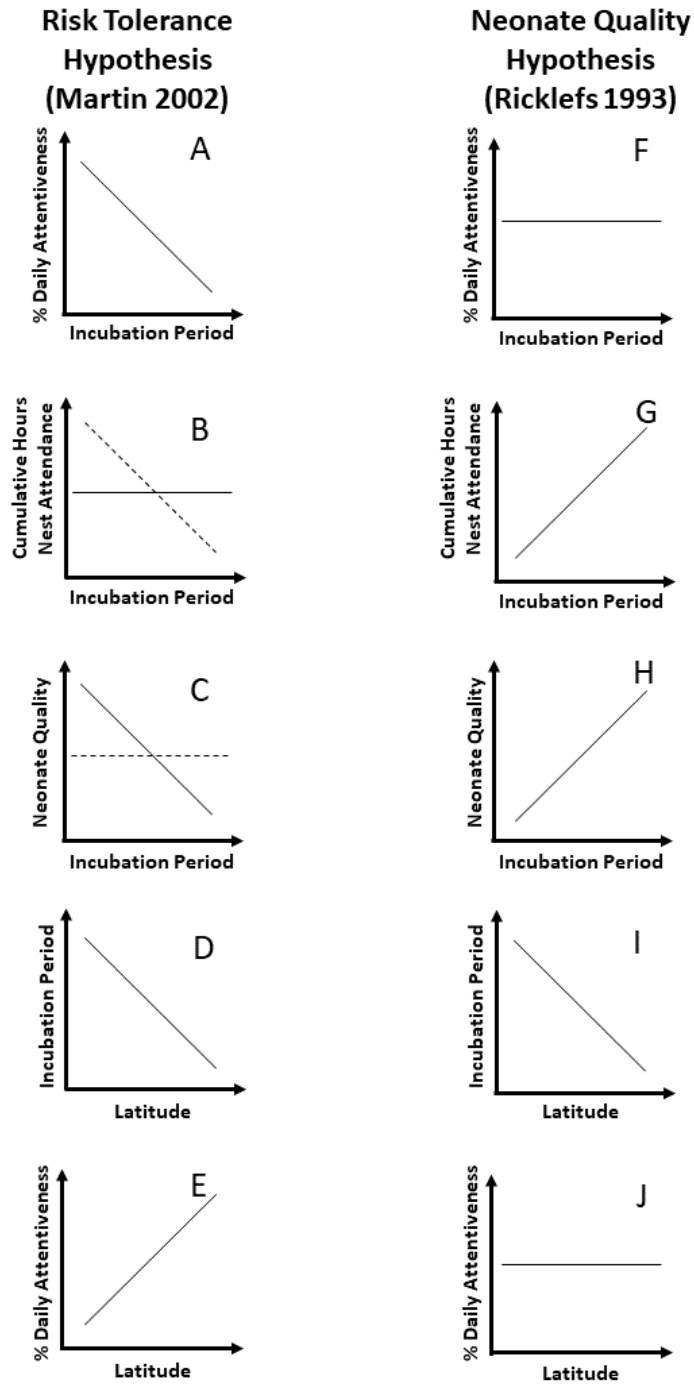 Risk Tolerance
Hypothesis
(Martin 2002)
Neonate Quality
Hypothesis
(Ricklefs 1993)
A
% Daily Attentiveness
Incubation Period
F
% Daily Attentiveness
Incubation Period
B
Cumulative Hours
Nest Attendance
Incubation Period
G
Cumulative Hours
Nest Attendance
Incubation Period
C
Neonate Quality
Incubation Period
H
Neonate Quality
Incubation Period
D
Incubation Period
Latitude
I
Incubation Period
Latitude
E
% Daily Attentiveness
Latitude
J
% Daily Attentiveness
Latitude